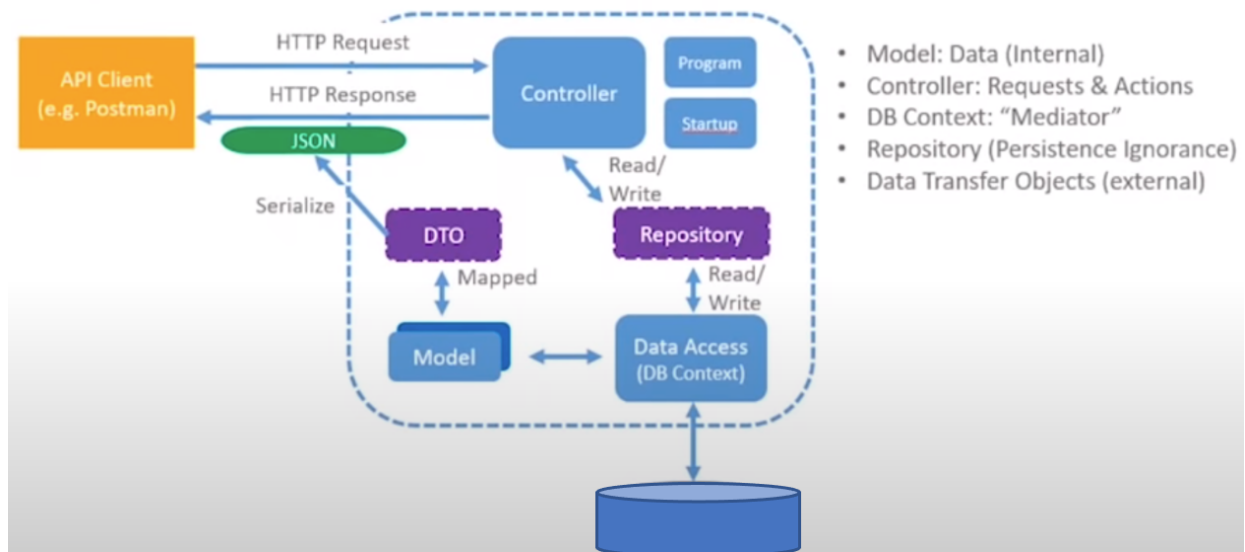 HTTP Request
API Client
(e.g. Postman)
HTTP Response
JSON
Controller
Program
Startup
Read/
Write
Serialize
DTO
Repository
Mapped
Read/
Write
Model
Data Access
(DB Context)
• Model: Data (Internal)
• Controller: Requests & Actions
• DB Context: “Mediator”
• Repository (Persistence Ignorance)
• Data Transfer Objects (external)